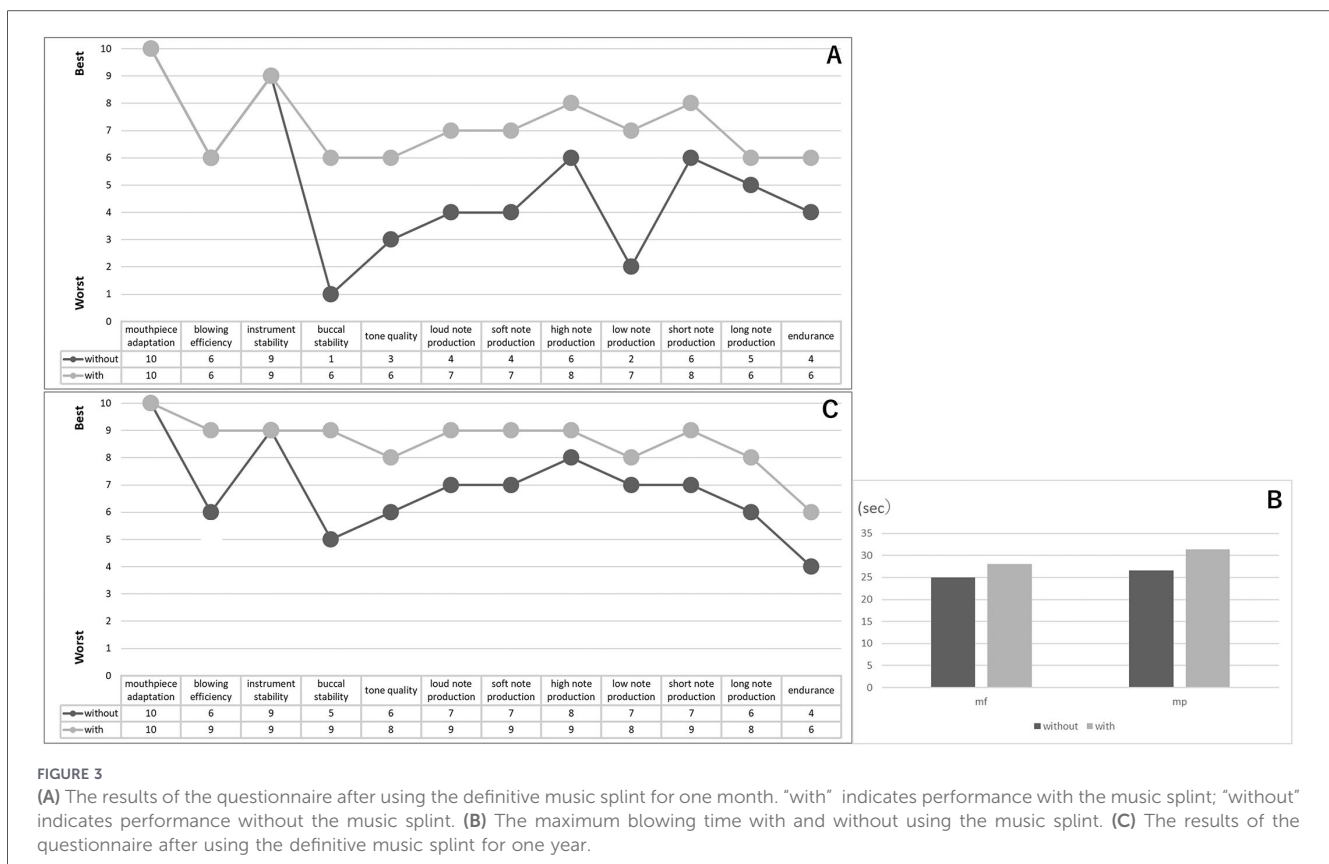 A
Best
Worst
10
9
8
7
6
5
4
3
2
1
0
mouthpiece adaptation blowing efficiency instrument stability buccal stability tone quality loud note production soft note production high note production low note production short note production long note production endurance
without 10 6 9 1 3 4 4 6 2 6 5 4
with 10 6 9 6 6 7 7 8 7 8 6 6
C
Best
Worst
10
9
8
7
6
5
4
3
2
1
0
mouthpiece adaptation blowing efficiency instrument stability buccal stability tone quality loud note production soft note production high note production low note production short note production long note production endurance
without 10 6 9 5 6 7 7 8 7 7 6 4
with 10 9 9 9 8 9 9 9 8 9 8 6
B
(sec)
35
30
25
20
15
10
5
0
mf mp
without with
FIGURE 3
(A) The results of the questionnaire after using the definitive music splint for one month. "with" indicates performance with the music splint; "without"
indicates performance without the music splint. (B) The maximum blowing time with and without using the music splint. (C) The results of the
questionnaire after using the definitive music splint for one year.